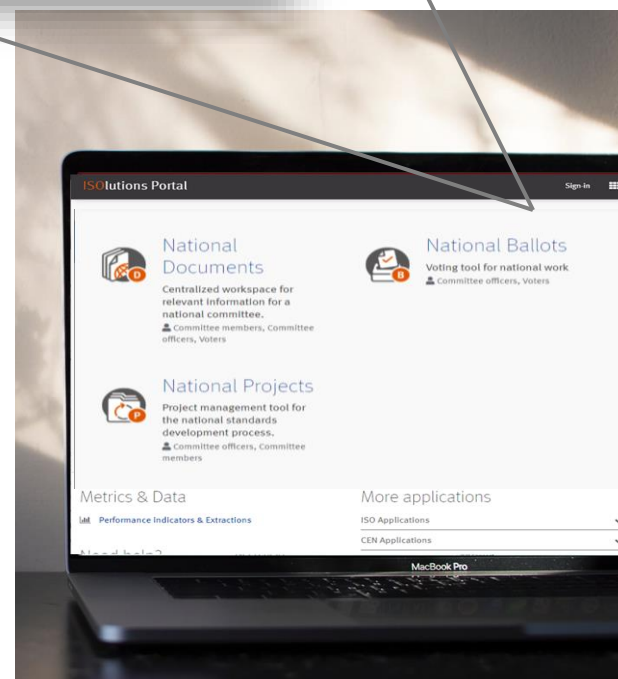 ISOlutions Portal
Sign-in
National
Documents
Centralized workspace for
relevant information for a
national committee.
Committee members, Committee
officers, Voters
D
National Ballots
Voting tool for national work
Committee officers, Voters
B
National Projects
Project management tool for
the national standards
development process.
Committee officers, Committee
members
P
Metrics & Data
Performance Indicators & Extractions
Need help?
More applications
ISO Applications
CEN Applications
MacBook Pro